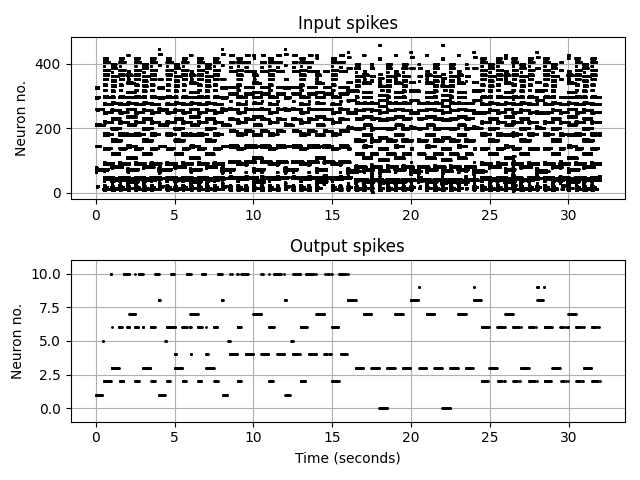 Input spikes
Neuron no.
400
200
0
0 5 10 15 20 25 30
Output spikes
Neuron no.
10.0
7.5
5.0
2.5
0.0
0 5 10 15 20 25 30
Time (seconds)